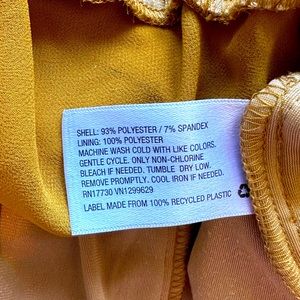 SHELL: 93% POLYESTER / 7% SPANDEX
LINING: 100% POLYESTER
MACHINE WASH COLD WITH LIKE COLORS.
GENTLE CYCLE. ONLY NON-CHLORINE
BLEACH IF NEEDED. TUMBLE DRY LOW.
REMOVE PROMPTLY. COOL IRON IF NEEDED.
RN17730 VN1299629
LABEL MADE FROM 100% RECYCLED PLASTIC